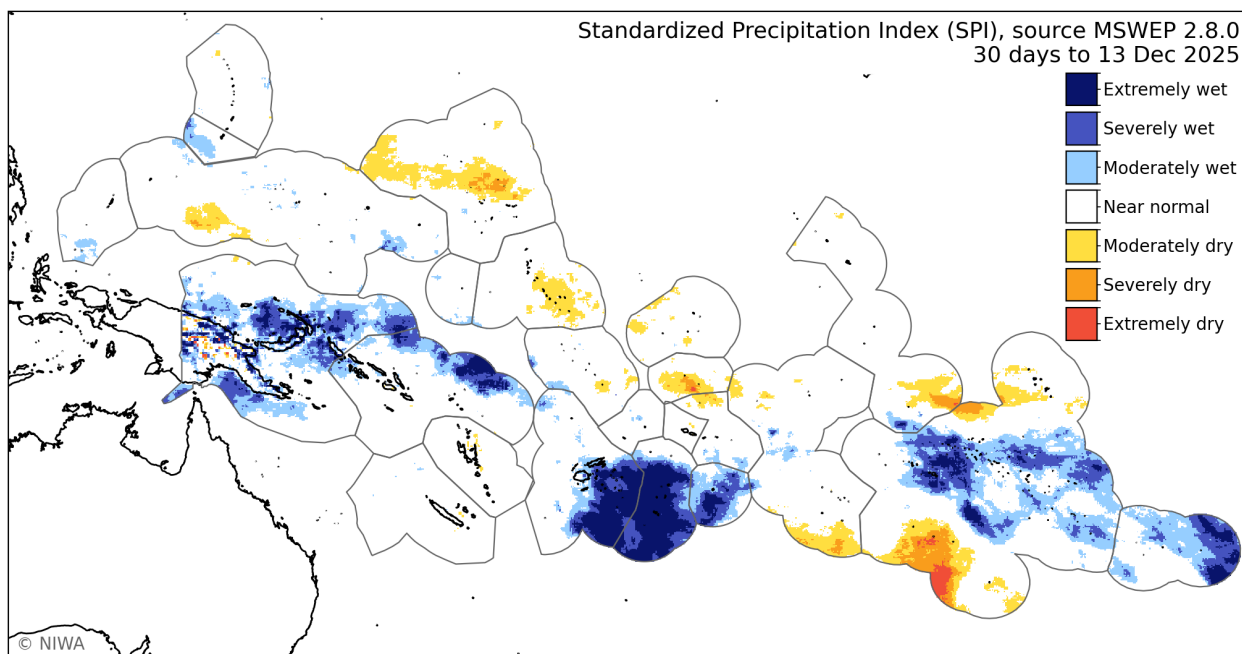 Standardized Precipitation Index (SPI), source MSWEP 2.8.0
30 days to 13 Dec 2025
Extremely wet
Severely wet
Moderately wet
Near normal
Moderately dry
Severely dry
Extremely dry
© NIWA